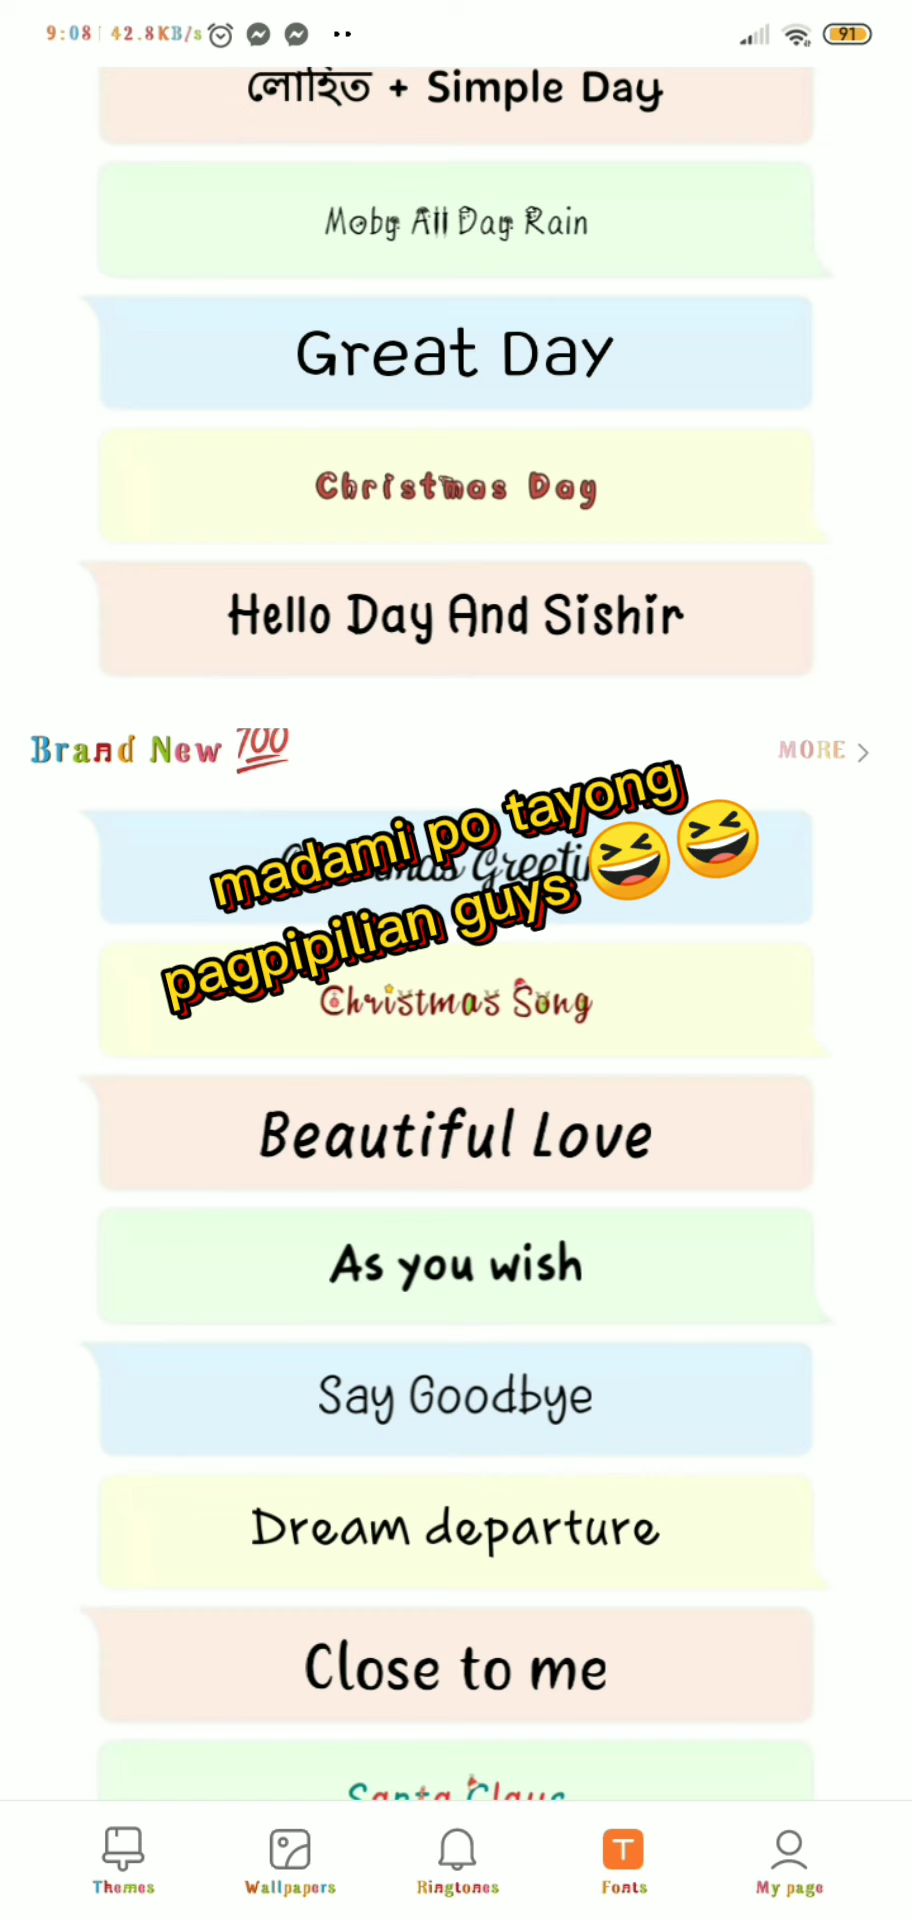 9:08 | 42.8KB/s
91
লোহিত + Simple Day
Moby All Day Rain
Great Day
Christmas Day
Hello Day And Sishir
Brand New 100
MORE >
madami po tayong
pagpipilian guys
Christmas Song
Beautiful Love
As you wish
Say Goodbye
Dream departure
Close to me
Santa Claus
Themes
Wallpapers
Ringtones
Fonts
My page